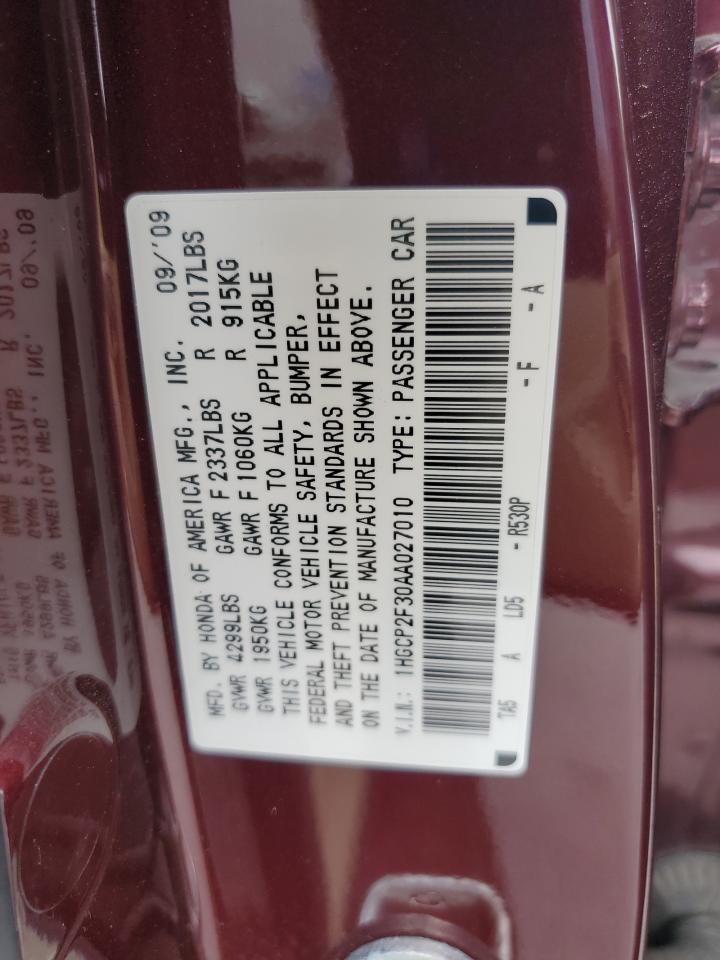 MFD. BY HONDA OF AMERICA MFG., INC. 09/'09
GVWR 4299LBS GAWR F 2337LBS R 2017LBS
GVWR 1950KG GAWR F 1060KG R 915KG
THIS VEHICLE CONFORMS TO ALL APPLICABLE
FEDERAL MOTOR VEHICLE SAFETY, BUMPER,
AND THEFT PREVENTION STANDARDS IN EFFECT
ON THE DATE OF MANUFACTURE SHOWN ABOVE.
V.I.N.: 1HGCP2F30AA027010 TYPE: PASSENGER CAR
TA5 A LD5 - R530P - F - A